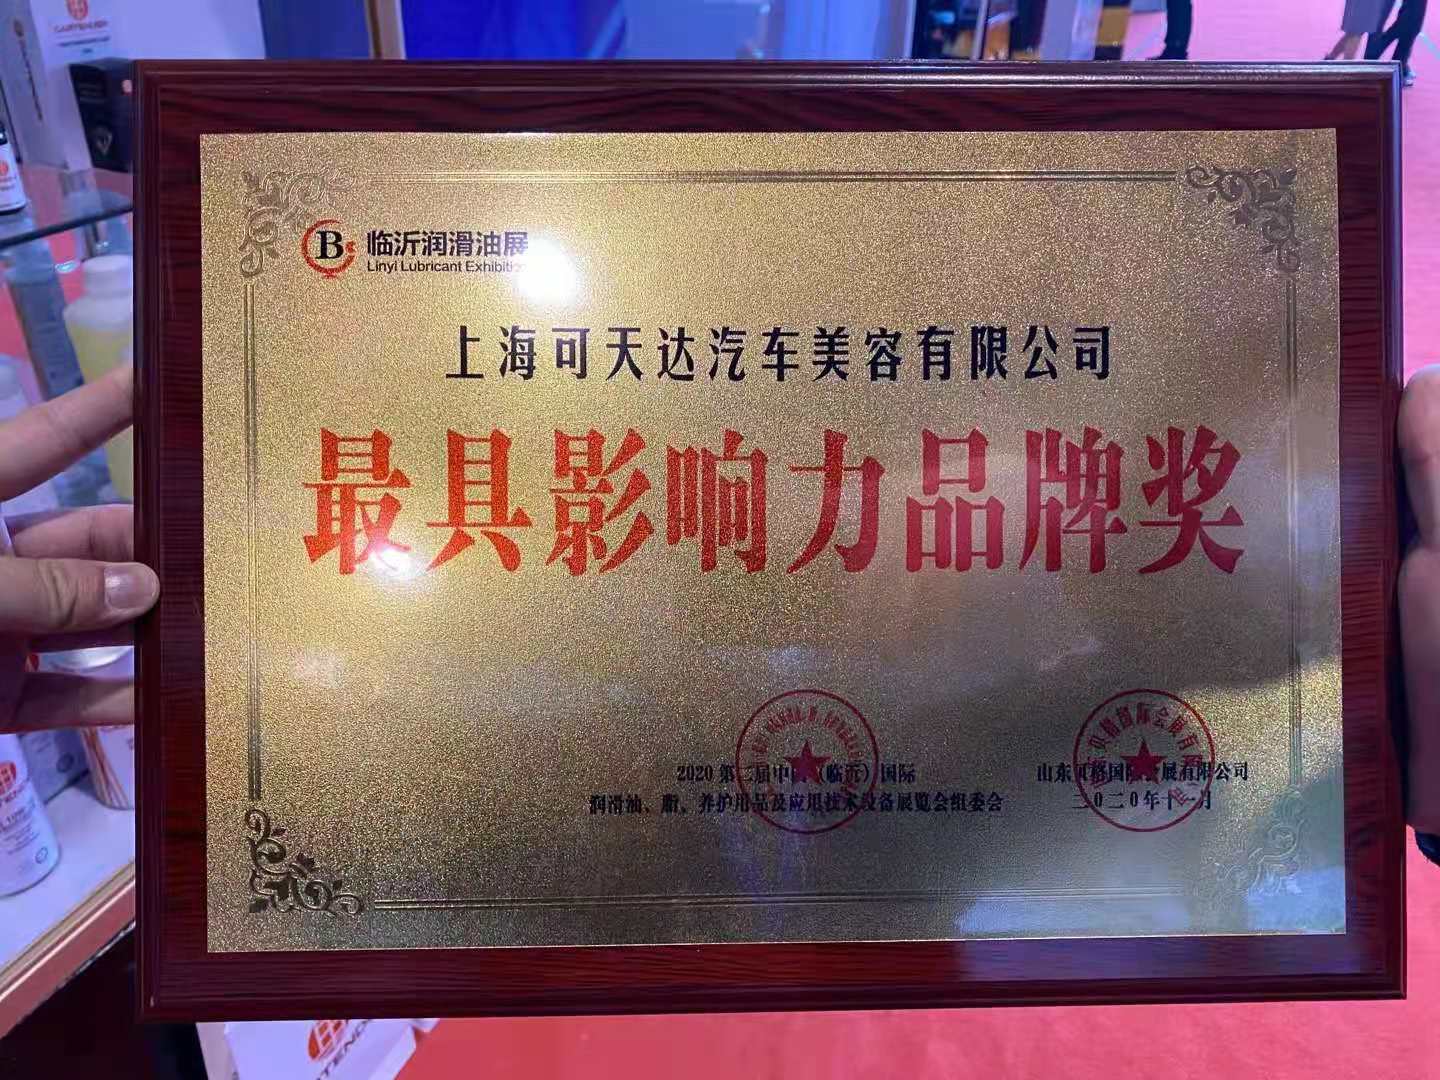 CARTENDER
B
临沂润滑油展
Linyi Lubricant Exhibition
上海可天达汽车美容有限公司
最具影响力品牌奖
2020 第二届中国（临沂）国际
润滑油、脂、养护用品及应用技术设备展览会组委会
山东贝格国际会展有限公司
二〇二〇年十一月